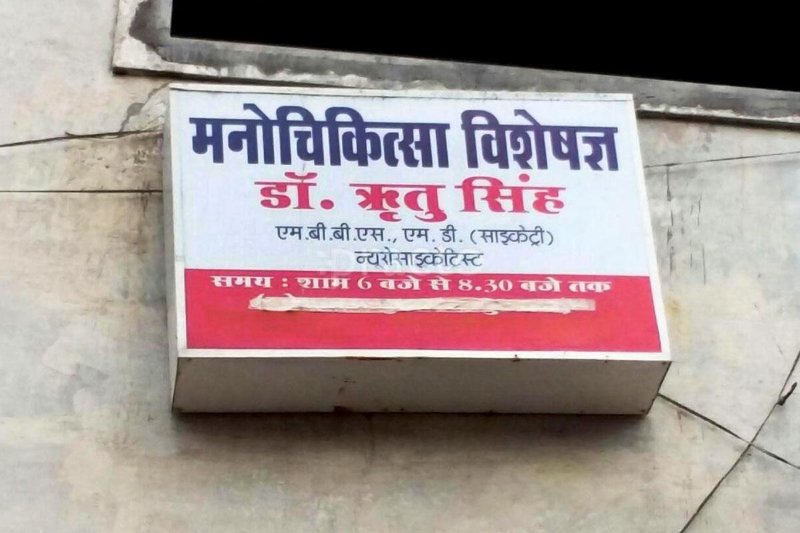 मनोचिकित्सा विशेषज्ञ
डॉ. ऋतु सिंह
एम.बी.बी.एस., एम. डी. (साइकेट्री)
न्यूरोसाइकेटिस्ट
समय : शाम 6 बजे से 8.30 बजे तक